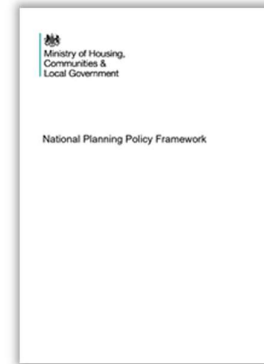 Ministry of Housing,
Communities &
Local Government
National Planning Policy Framework